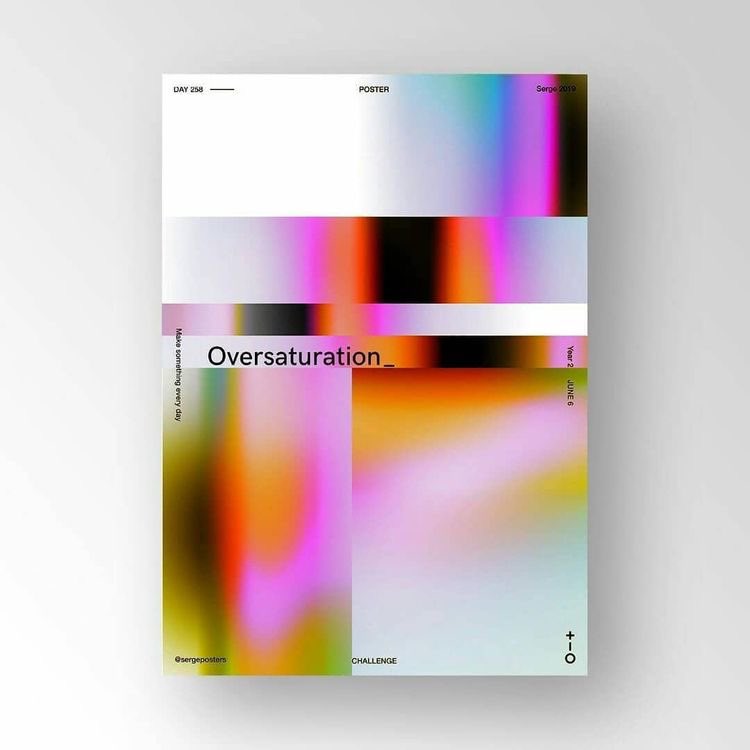 DAY 258
POSTER
Serge 2019
Make something every day
Oversaturation_
Year 2
JUNE 6
@sergeposters
CHALLENGE